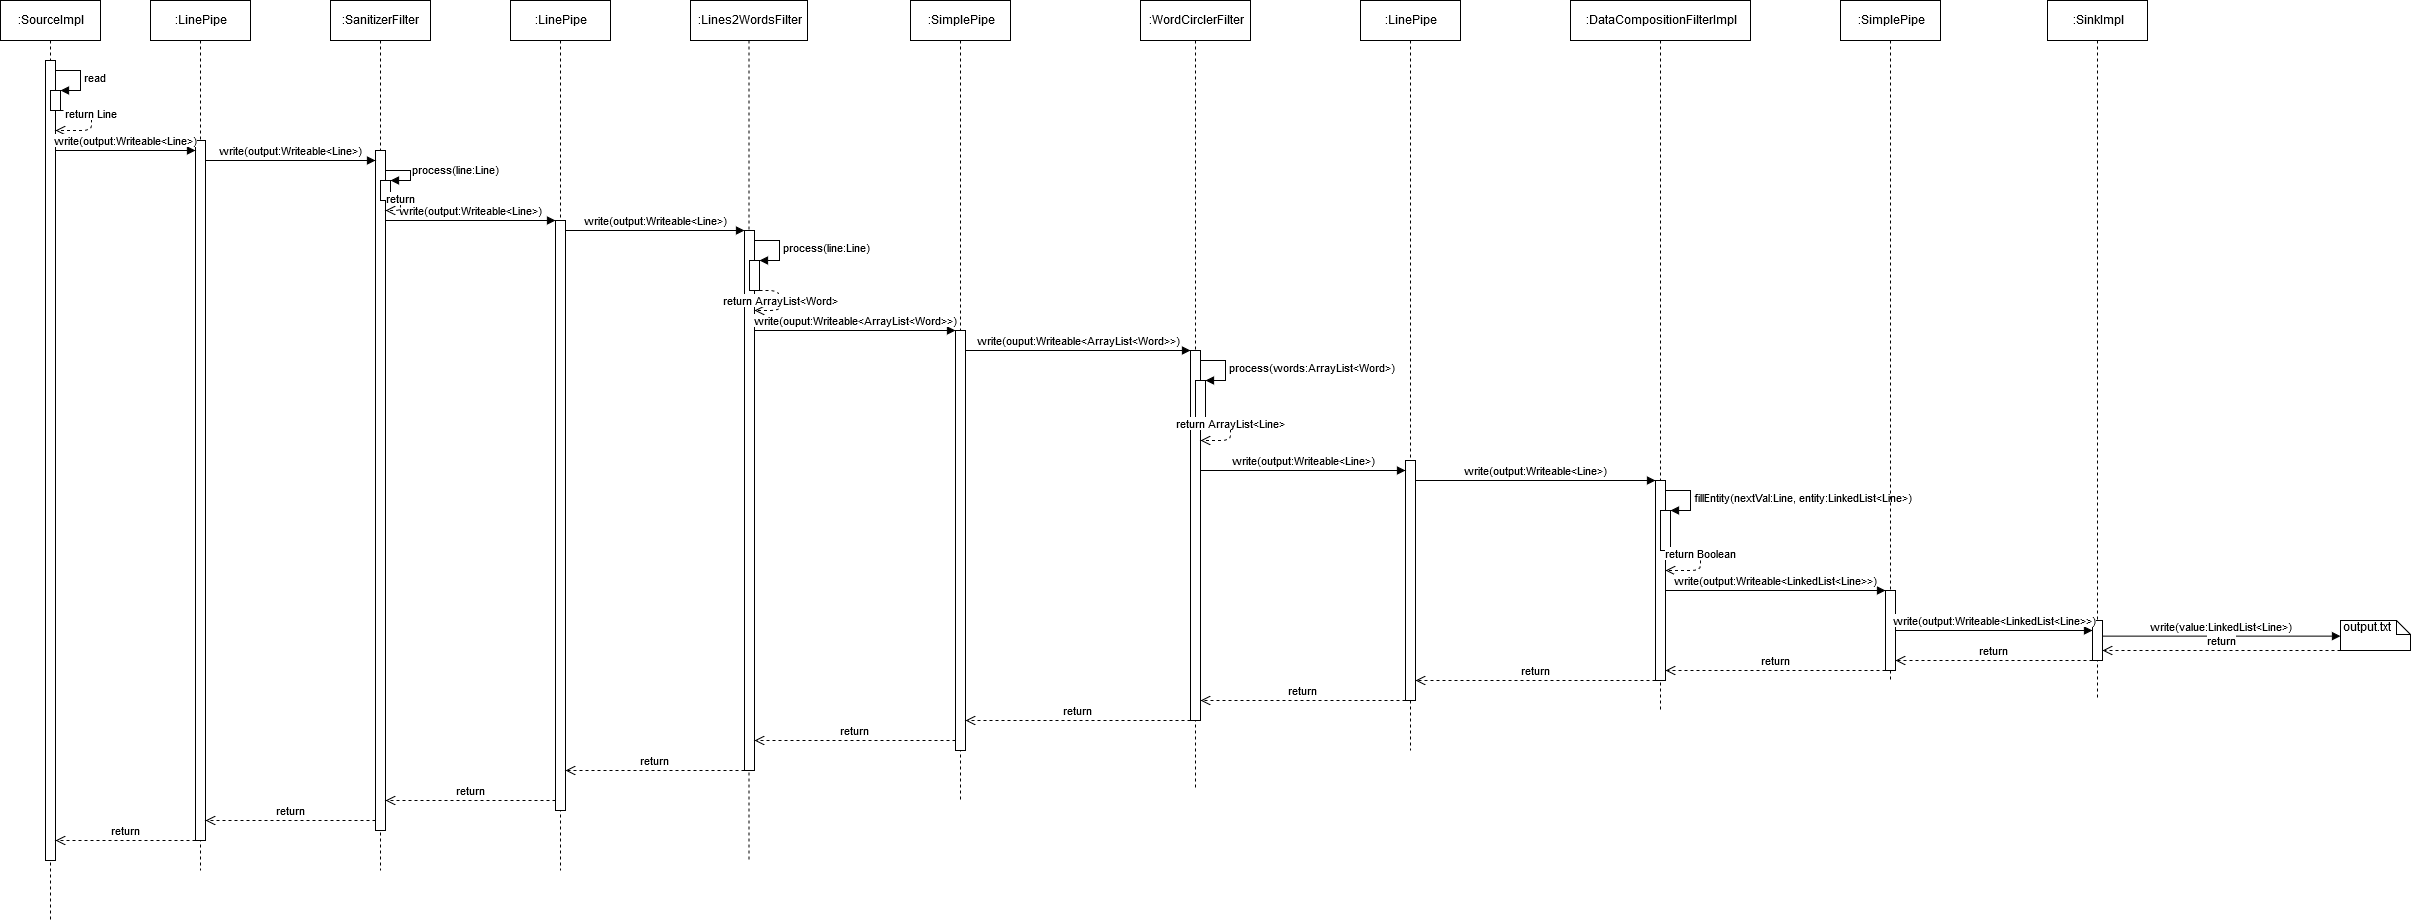 :SourceImpl
:LinePipe
:SanitizerFilter
:LinePipe
:Lines2WordsFilter
:SimplePipe
:WordCirclerFilter
:LinePipe
:DataCompositionFilterImpl
:SimplePipe
:SinkImpl
read
return Line
write(output:Writeable<Line>)
write(output:Writeable<Line>)
process(line:Line)
return
write(output:Writeable<Line>)
write(output:Writeable<Line>)
process(line:Line)
return ArrayList<Word>
write(ouput:Writeable<ArrayList<Word>>)
write(ouput:Writeable<ArrayList<Word>>)
process(words:ArrayList<Word>)
return ArrayList<Line>
write(output:Writeable<Line>)
write(output:Writeable<Line>)
fillEntity(nextVal:Line, entity:LinkedList<Line>)
return Boolean
write(output:Writeable<LinkedList<Line>>)
write(output:Writeable<LinkedList<Line>>)
write(value:LinkedList<Line>)
output.txt
return
return
return
return
return
return
return
return
return
return
return